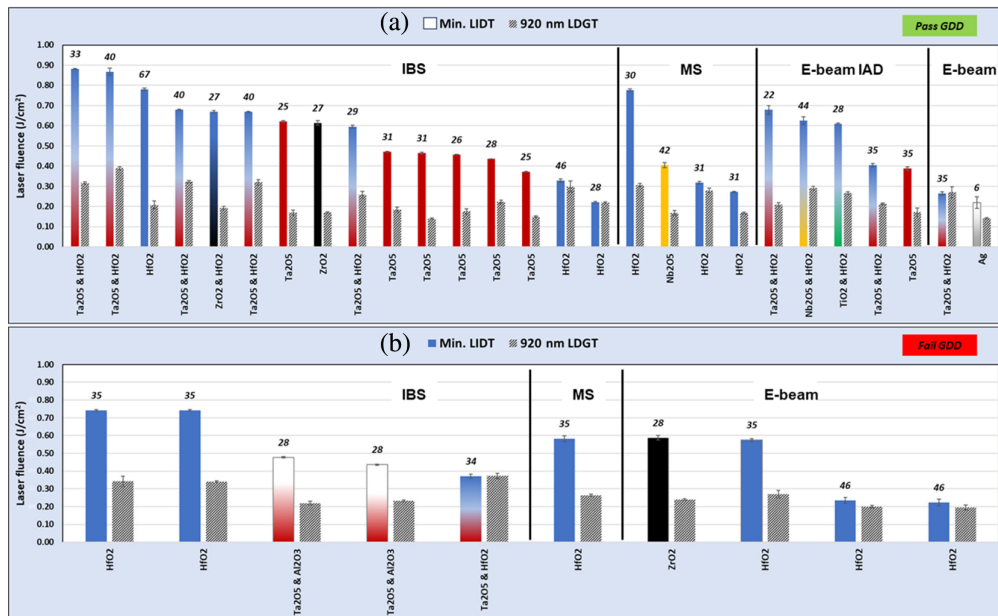 (a)
Min. LIDT
920 nm LDGT
Pass GDD
Laser fluence (J/cm²)
1.00
0.90
0.80
0.70
0.60
0.50
0.40
0.30
0.20
0.10
0.00
IBS
MS
E-beam IAD
E-beam
33
40
67
40
27
40
25
27
29
31
31
26
28
25
46
28
30
42
31
31
22
44
28
35
35
35
6
Ta2O5 & HfO2
Ta2O5 & HfO2
HfO2
Ta2O5 & HfO2
ZrO2 & HfO2
Ta2O5 & HfO2
Ta2O5
ZrO2
Ta2O5 & HfO2
Ta2O5
Ta2O5
Ta2O5
Ta2O5
Ta2O5
HfO2
HfO2
HfO2
Nb2O5
HfO2
HfO2
Ta2O5 & HfO2
Nb2O5 & HfO2
TiO2 & HfO2
Ta2O5 & HfO2
Ta2O5
Ta2O5 & HfO2
Ag
(b)
Min. LIDT
920 nm LDGT
Fail GDD
Laser fluence (J/cm²)
1.00
0.90
0.80
0.70
0.60
0.50
0.40
0.30
0.20
0.10
0.00
IBS
MS
E-beam
35
35
28
28
34
35
28
35
46
46
HfO2
HfO2
Ta2O5 & Al2O3
Ta2O5 & Al2O3
Ta2O5 & HfO2
HfO2
ZrO2
HfO2
HfO2
HfO2